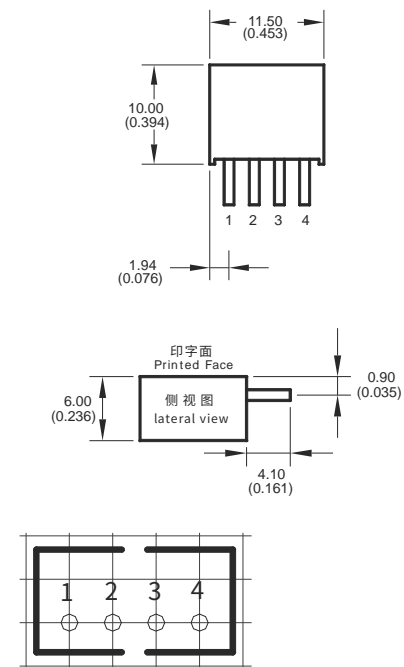 11.50
(0.453)
10.00
(0.394)
1 2 3 4
1.94
(0.076)
印字面
Printed Face
0.90
(0.035)
6.00
(0.236)
侧视图
lateral view
4.10
(0.161)
1 2 3 4